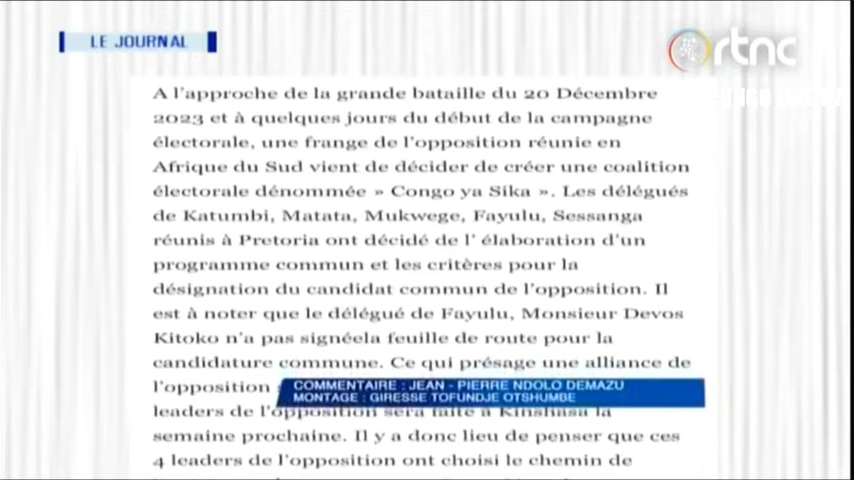 LE JOURNAL
rtnc
A l'approche de la grande bataille du 20 Décembre
2023 et à quelques jours du début de la campagne
électorale, une frange de l'opposition réunie en
Afrique du Sud vient de décider de créer une coalition
électorale dénommée » Congo ya Sika ». Les délégués
de Katumbi, Matata, Mukwege, Fayulu, Sessanga
réunis à Pretoria ont décidé de l' élaboration d'un
programme commun et les critères pour la
désignation du candidat commun de l'opposition. Il
est à noter que le délégué de Fayulu, Monsieur Devos
Kitoko n'a pas signéela feuille de route pour la
candidature commune. Ce qui présage une alliance de
l'opposition
COMMENTAIRE : JEAN - PIERRE NDOLO DEMAZU
MONTAGE : GIRESSE TOFUNDJE OTSHUMBE
leaders de l'opposition sera faite à Kinshasa la
semaine prochaine. Il y a donc lieu de penser que ces
4 leaders de l'opposition ont choisi le chemin de